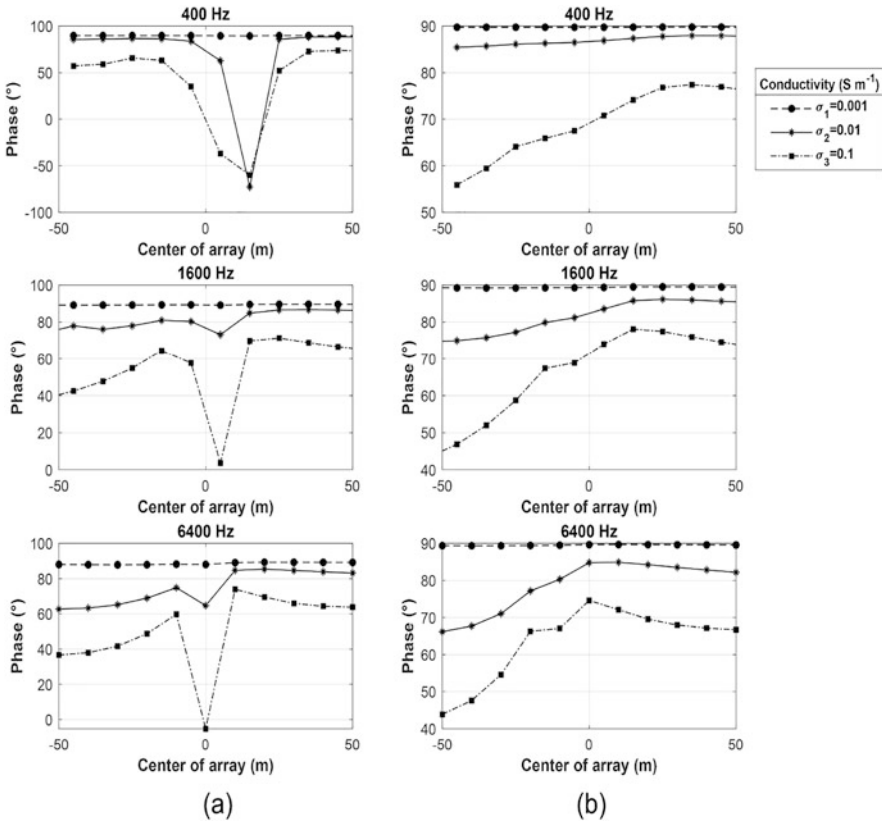 400 Hz
100
50
0
-50
-100
Phase (°)
-50
0
50
Center of array (m)
400 Hz
90
80
70
60
50
Phase (°)
-50
0
50
Center of array (m)
Conductivity (S m⁻¹)
σ₁=0.001
σ₂=0.01
σ₃=0.1
1600 Hz
100
80
60
40
20
0
Phase (°)
-50
0
50
Center of array (m)
1600 Hz
90
80
70
60
50
40
Phase (°)
-50
0
50
Center of array (m)
6400 Hz
100
80
60
40
20
0
Phase (°)
-50
0
50
Center of array (m)
6400 Hz
90
80
70
60
50
40
Phase (°)
-50
0
50
Center of array (m)
(a)
(b)